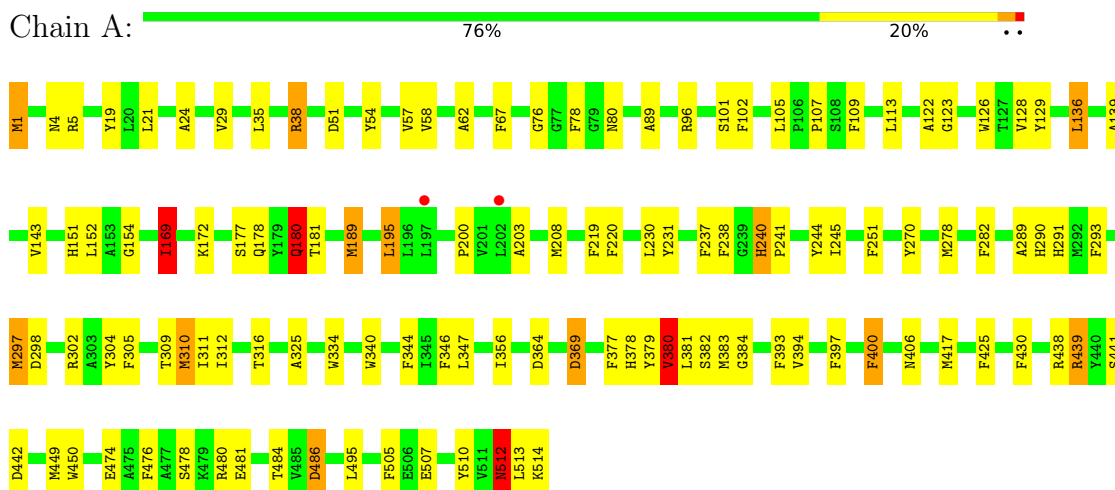 Chain A:
76% 20% • •
M1 N4 R5 Y19 L20 L21 A24 V29 L35 R38 D51 Y54 V57 V58 A62 F67 G76 G77 F78 G79 N80 A89 R96 S101 F102 L105 P106 P107 S108 F109 L113 A122 G123 W126 T127 V128 Y129 L136 A139
V143 H151 L152 A153 G154 I169 K172 S177 Q178 Y179 Q180 T181 M189 L195 L196 L197 P200 V201 L202 A203 M208 F219 F220 L230 Y231 F237 F238 G239 H240 P241 Y244 I245 F251 Y270 M278 F282 A289 H290 H291 M292 F293
M297 D298 R302 A303 Y304 F305 T309 M310 I311 I312 T316 A325 W334 W340 F344 I345 F346 L347 I356 D364 D369 F377 H378 Y379 V380 L381 S382 M383 G384 F393 V394 F397 F400 N406 M417 F425 F430 R438 R439 Y440 S441
D442 M449 W450 E474 A475 F476 A477 S478 K479 R480 E481 T484 V485 D486 L495 F505 E506 E507 Y510 V511 N512 L513 K514